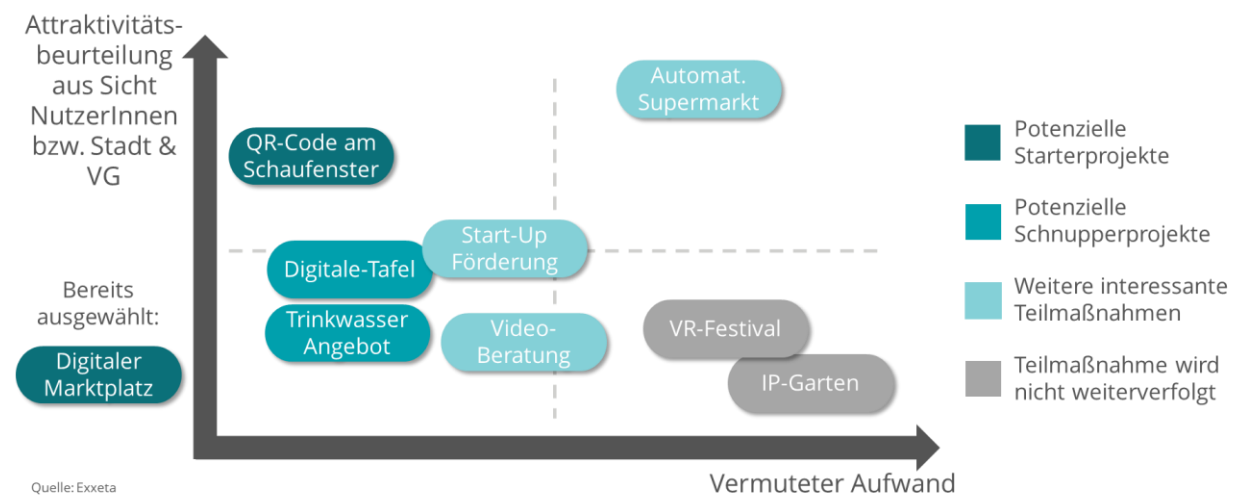 Attraktivitäts-
beurteilung
aus Sicht
NutzerInnen
bzw. Stadt &
VG
Automat.
Supermarkt
QR-Code am
Schaufenster
Start-Up
Förderung
Digitale-Tafel
Trinkwasser
Angebot
Video-
Beratung
VR-Festival
IP-Garten
Bereits
ausgewählt:
Digitaler
Marktplatz
Potenzielle
Starterprojekte
Potenzielle
Schnupperprojekte
Weitere interessante
Teilmaßnahmen
Teilmaßnahme wird
nicht weiterverfolgt
Vermuteter Aufwand
Quelle: Exxeta